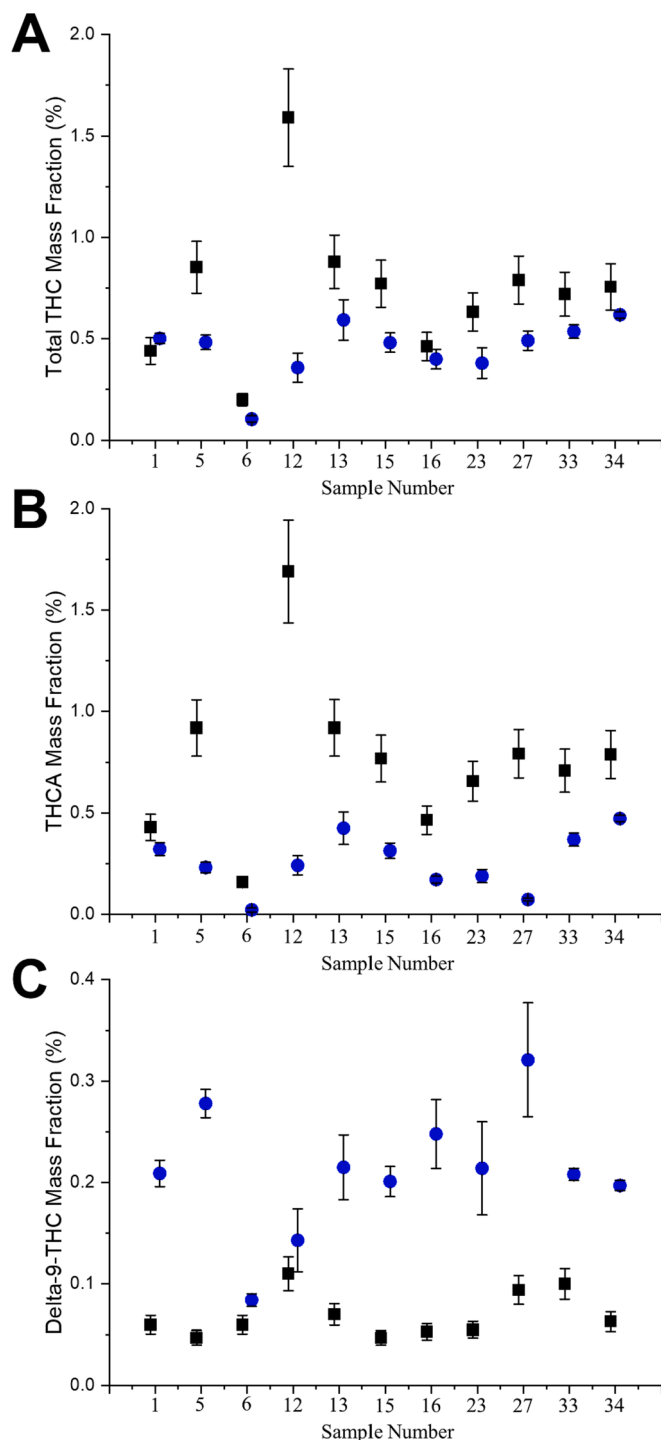 A
Total THC Mass Fraction (%)
2.0
1.5
1.0
0.5
0.0
1 5 6 12 13 15 16 23 27 33 34
Sample Number
B
THCA Mass Fraction (%)
2.0
1.5
1.0
0.5
0.0
1 5 6 12 13 15 16 23 27 33 34
Sample Number
C
Delta-9-THC Mass Fraction (%)
0.4
0.3
0.2
0.1
0.0
1 5 6 12 13 15 16 23 27 33 34
Sample Number